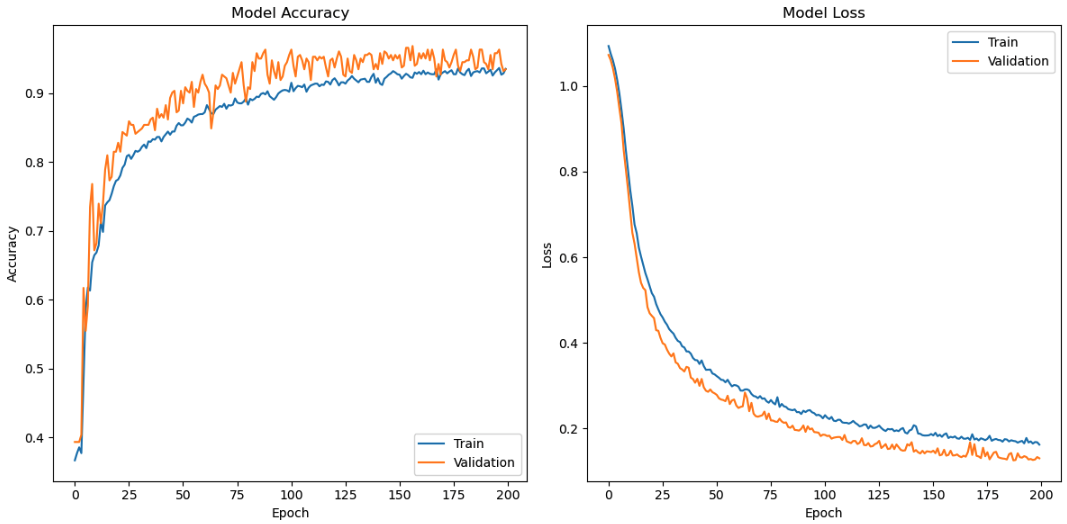 Model Accuracy
Accuracy
0.9
0.8
0.7
0.6
0.5
0.4
Train
Validation
0
25
50
75
100
125
150
175
200
Epoch
Model Loss
Loss
1.0
0.8
0.6
0.4
0.2
Train
Validation
0
25
50
75
100
125
150
175
200
Epoch